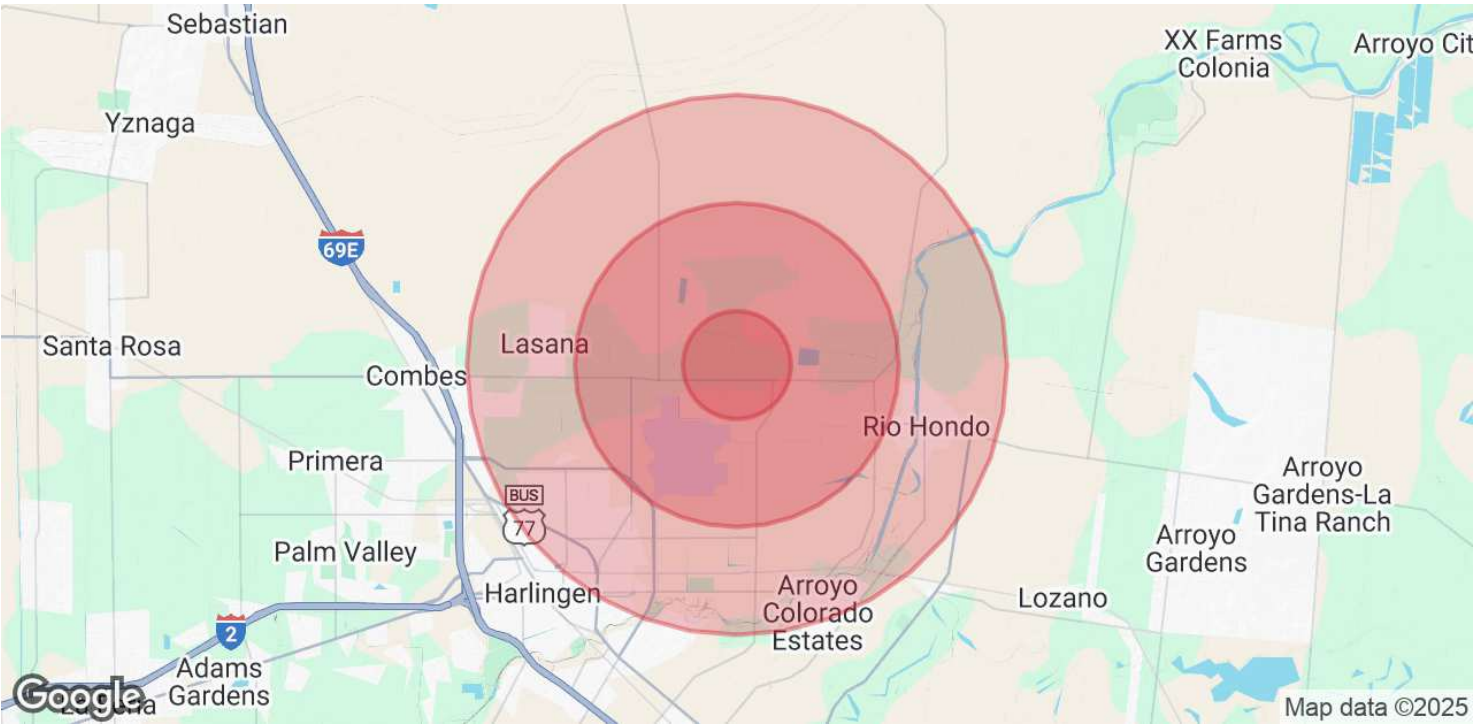 Sebastian
XX Farms
Colonia
Arroyo Cit
Yznaga
69E
Santa Rosa
Lasana
Combes
Rio Hondo
Primera
Arroyo
Gardens-La
Tina Ranch
BUS
77
Palm Valley
Arroyo
Gardens
Harlingen
Arroyo
Colorado
Estates
Lozano
2
Adams
Gardens
Google
Map data ©2025